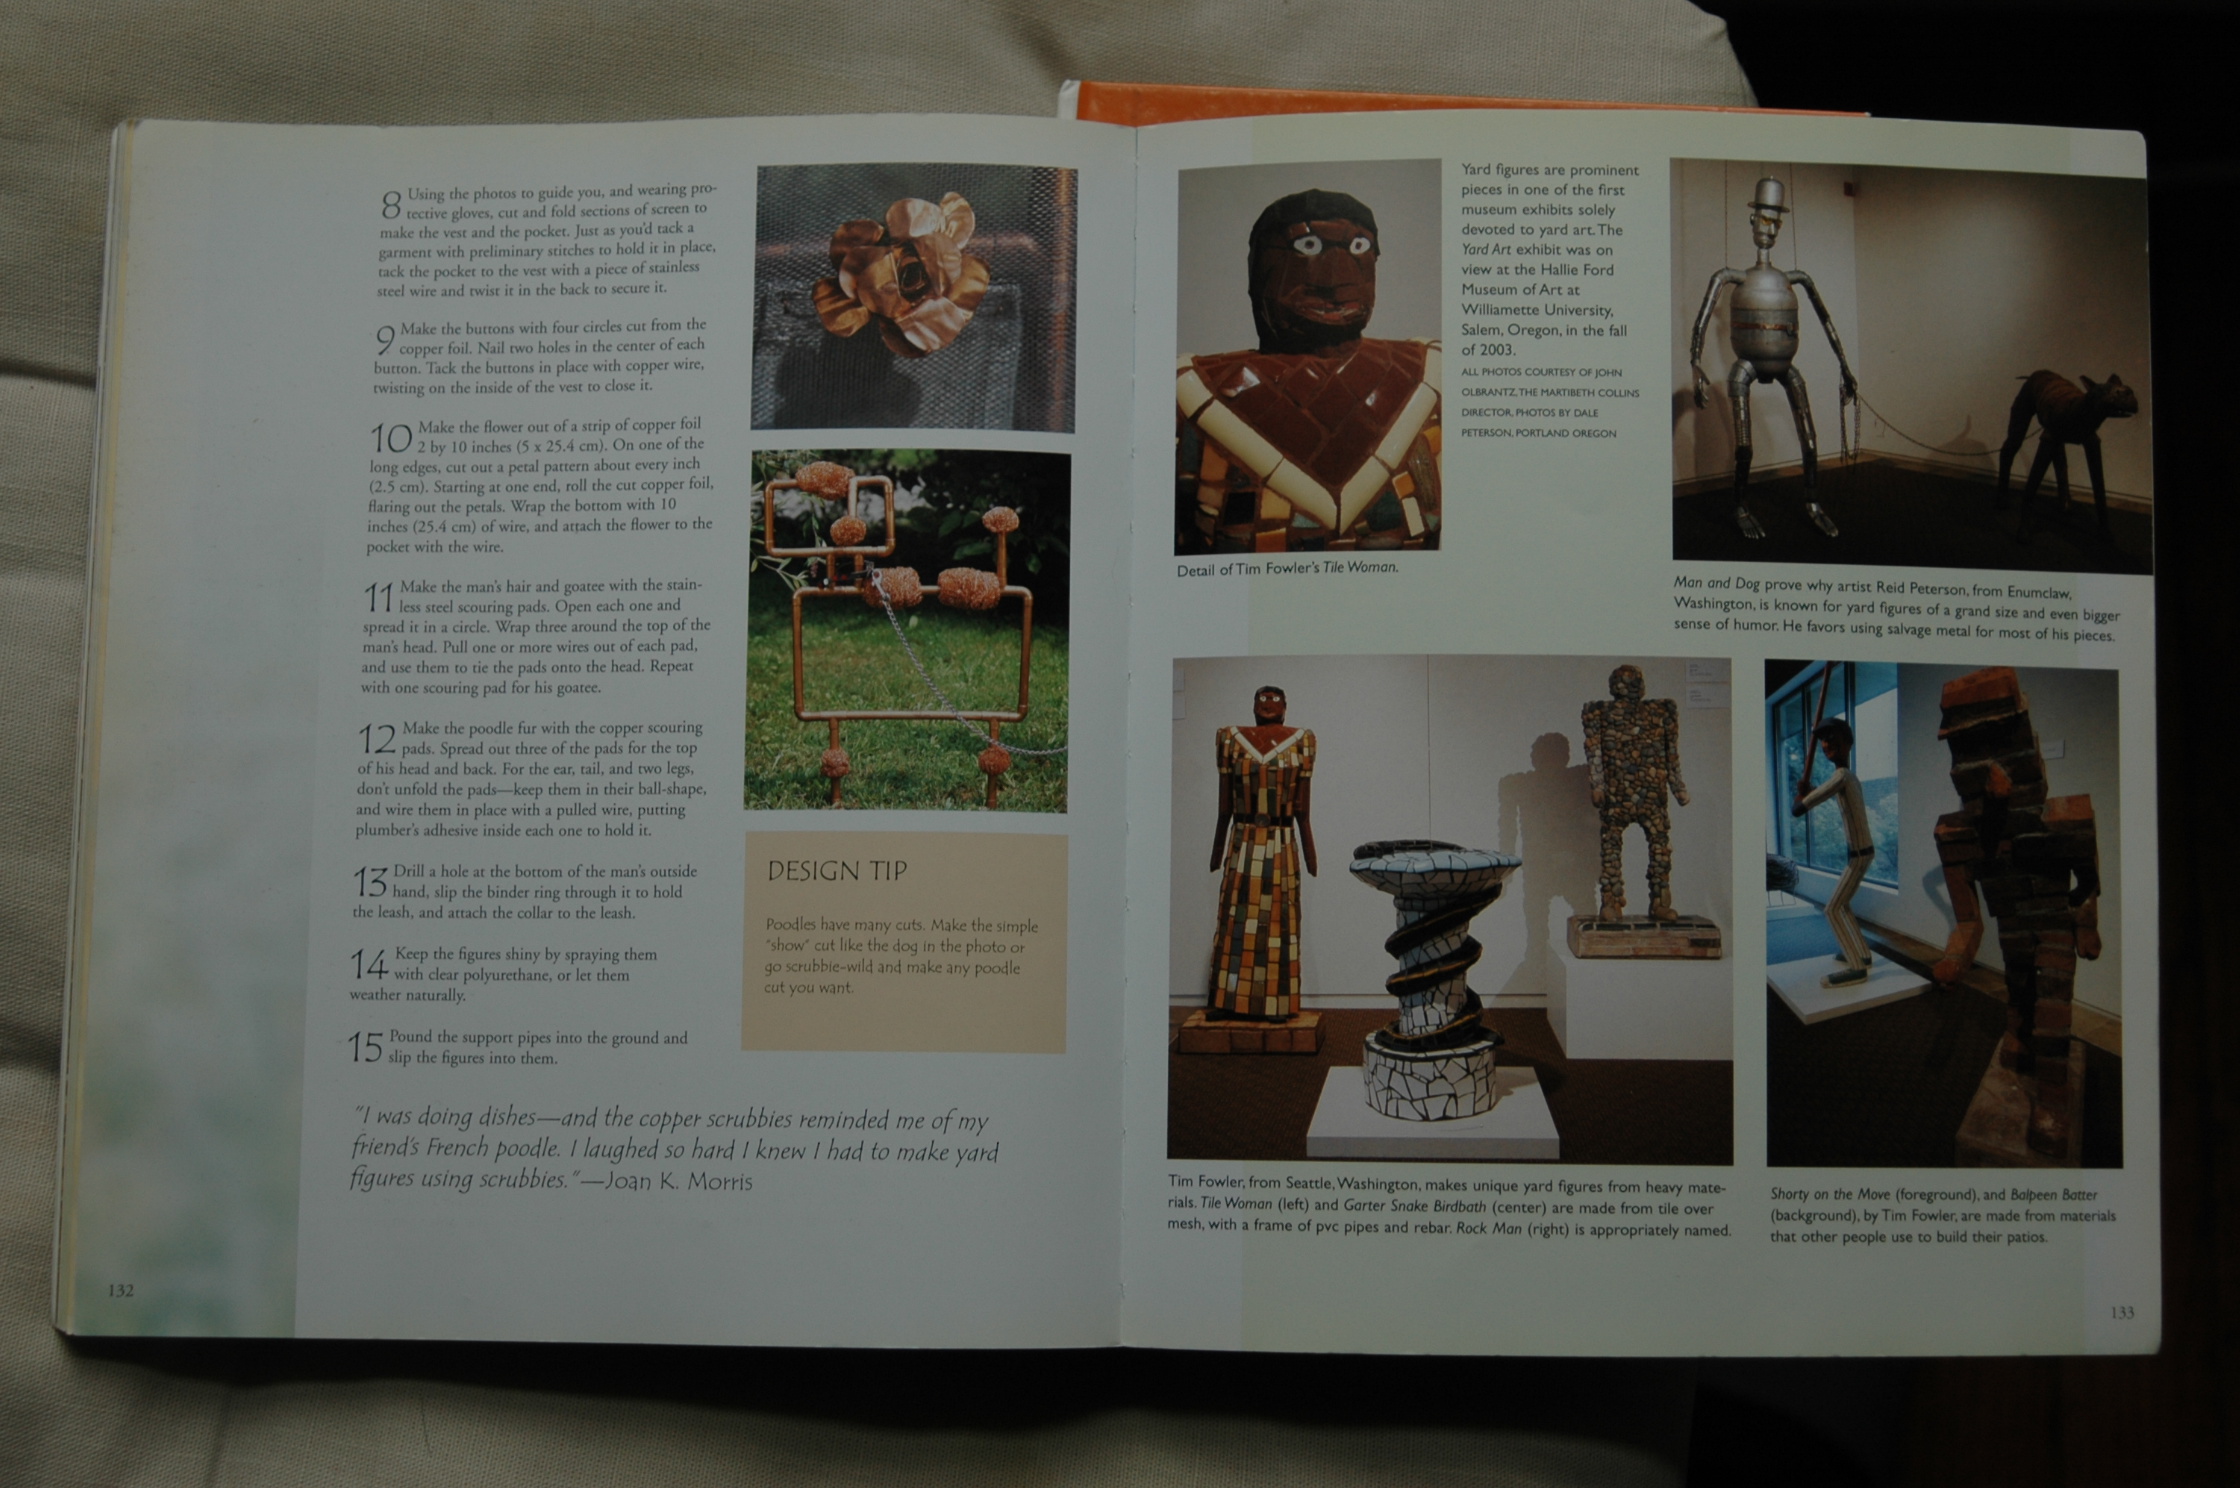 8 Using the photos to guide you, and wearing pro-
tective gloves, cut and fold sections of screen to
make the vest and the pocket. Just as you'd tack a
garment with preliminary stitches to hold it in place,
tack the pocket to the vest with a piece of stainless
steel wire and twist it in the back to secure it.
9 Make the buttons with four circles cut from the
copper foil. Nail two holes in the center of each
button. Tack the buttons in place with copper wire,
twisting on the inside of the vest to close it.
10 Make the flower out of a strip of copper foil
2 by 10 inches (5 x 25.4 cm). On one of the
long edges, cut out a petal pattern about every inch
(2.5 cm). Starting at one end, roll the cut copper foil,
flaring out the petals. Wrap the bottom with 10
inches (25.4 cm) of wire, and attach the flower to the
pocket with the wire.
11 Make the man's hair and goatee with the stain-
less steel scouring pads. Open each one and
spread it in a circle. Wrap three around the top of the
man's head. Pull one or more wires out of each pad,
and use them to tie the pads onto the head. Repeat
with one scouring pad for his goatee.
12 Make the poodle fur with the copper scouring
pads. Spread out three of the pads for the top
of his head and back. For the ear, tail, and two legs,
don't unfold the pads—keep them in their ball-shape,
and wire them in place with a pulled wire, putting
plumber's adhesive inside each one to hold it.
13 Drill a hole at the bottom of the man's outside
hand, slip the binder ring through it to hold
the leash, and attach the collar to the leash.
14 Keep the figures shiny by spraying them
with clear polyurethane, or let them
weather naturally.
15 Pound the support pipes into the ground and
slip the figures into them.
DESIGN TIP
Poodles have many cuts. Make the simple
"show" cut like the dog in the photo or
go scrubbie-wild and make any poodle
cut you want.
"I was doing dishes—and the copper scrubbies reminded me of my
friend's French poodle. I laughed so hard I knew I had to make yard
figures using scrubbies."—Joan K. Morris
132
Yard figures are prominent
pieces in one of the first
museum exhibits solely
devoted to yard art. The
Yard Art exhibit was on
view at the Hallie Ford
Museum of Art at
Williamette University,
Salem, Oregon, in the fall
of 2003.
ALL PHOTOS COURTESY OF JOHN
OLBRANTZ, THE MARTIBETH COLLINS
DIRECTOR, PHOTOS BY DALE
PETERSON, PORTLAND OREGON
Detail of Tim Fowler's Tile Woman.
Man and Dog prove why artist Reid Peterson, from Enumclaw,
Washington, is known for yard figures of a grand size and even bigger
sense of humor. He favors using salvage metal for most of his pieces.
Tim Fowler, from Seattle, Washington, makes unique yard figures from heavy mate-
rials. Tile Woman (left) and Garter Snake Birdbath (center) are made from tile over
mesh, with a frame of pvc pipes and rebar. Rock Man (right) is appropriately named.
Shorty on the Move (foreground), and Balpeen Batter
(background), by Tim Fowler, are made from materials
that other people use to build their patios.
133